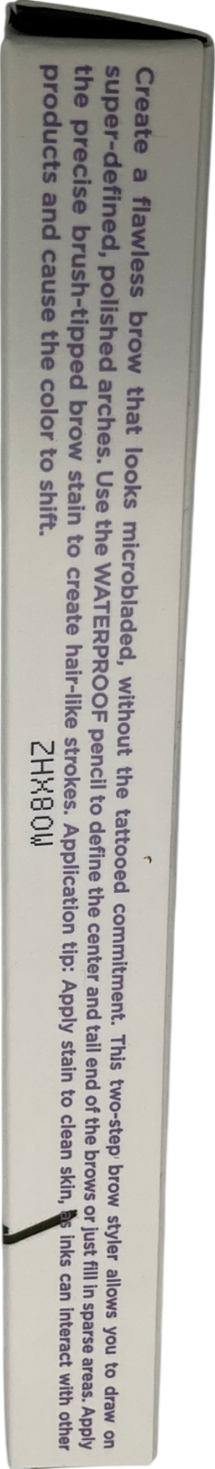 Create a flawless brow that looks microbladed, without the tattooed commitment. This two-step brow styler allows you to draw on
super-defined, polished arches. Use the WATERPROOF pencil to define the center and tail end of the brows or just fill in sparse areas. Apply
the precise brush-tipped brow stain to create hair-like strokes. Application tip: Apply stain to clean skin, as inks can interact with other
products and cause the color to shift.
2HX80W